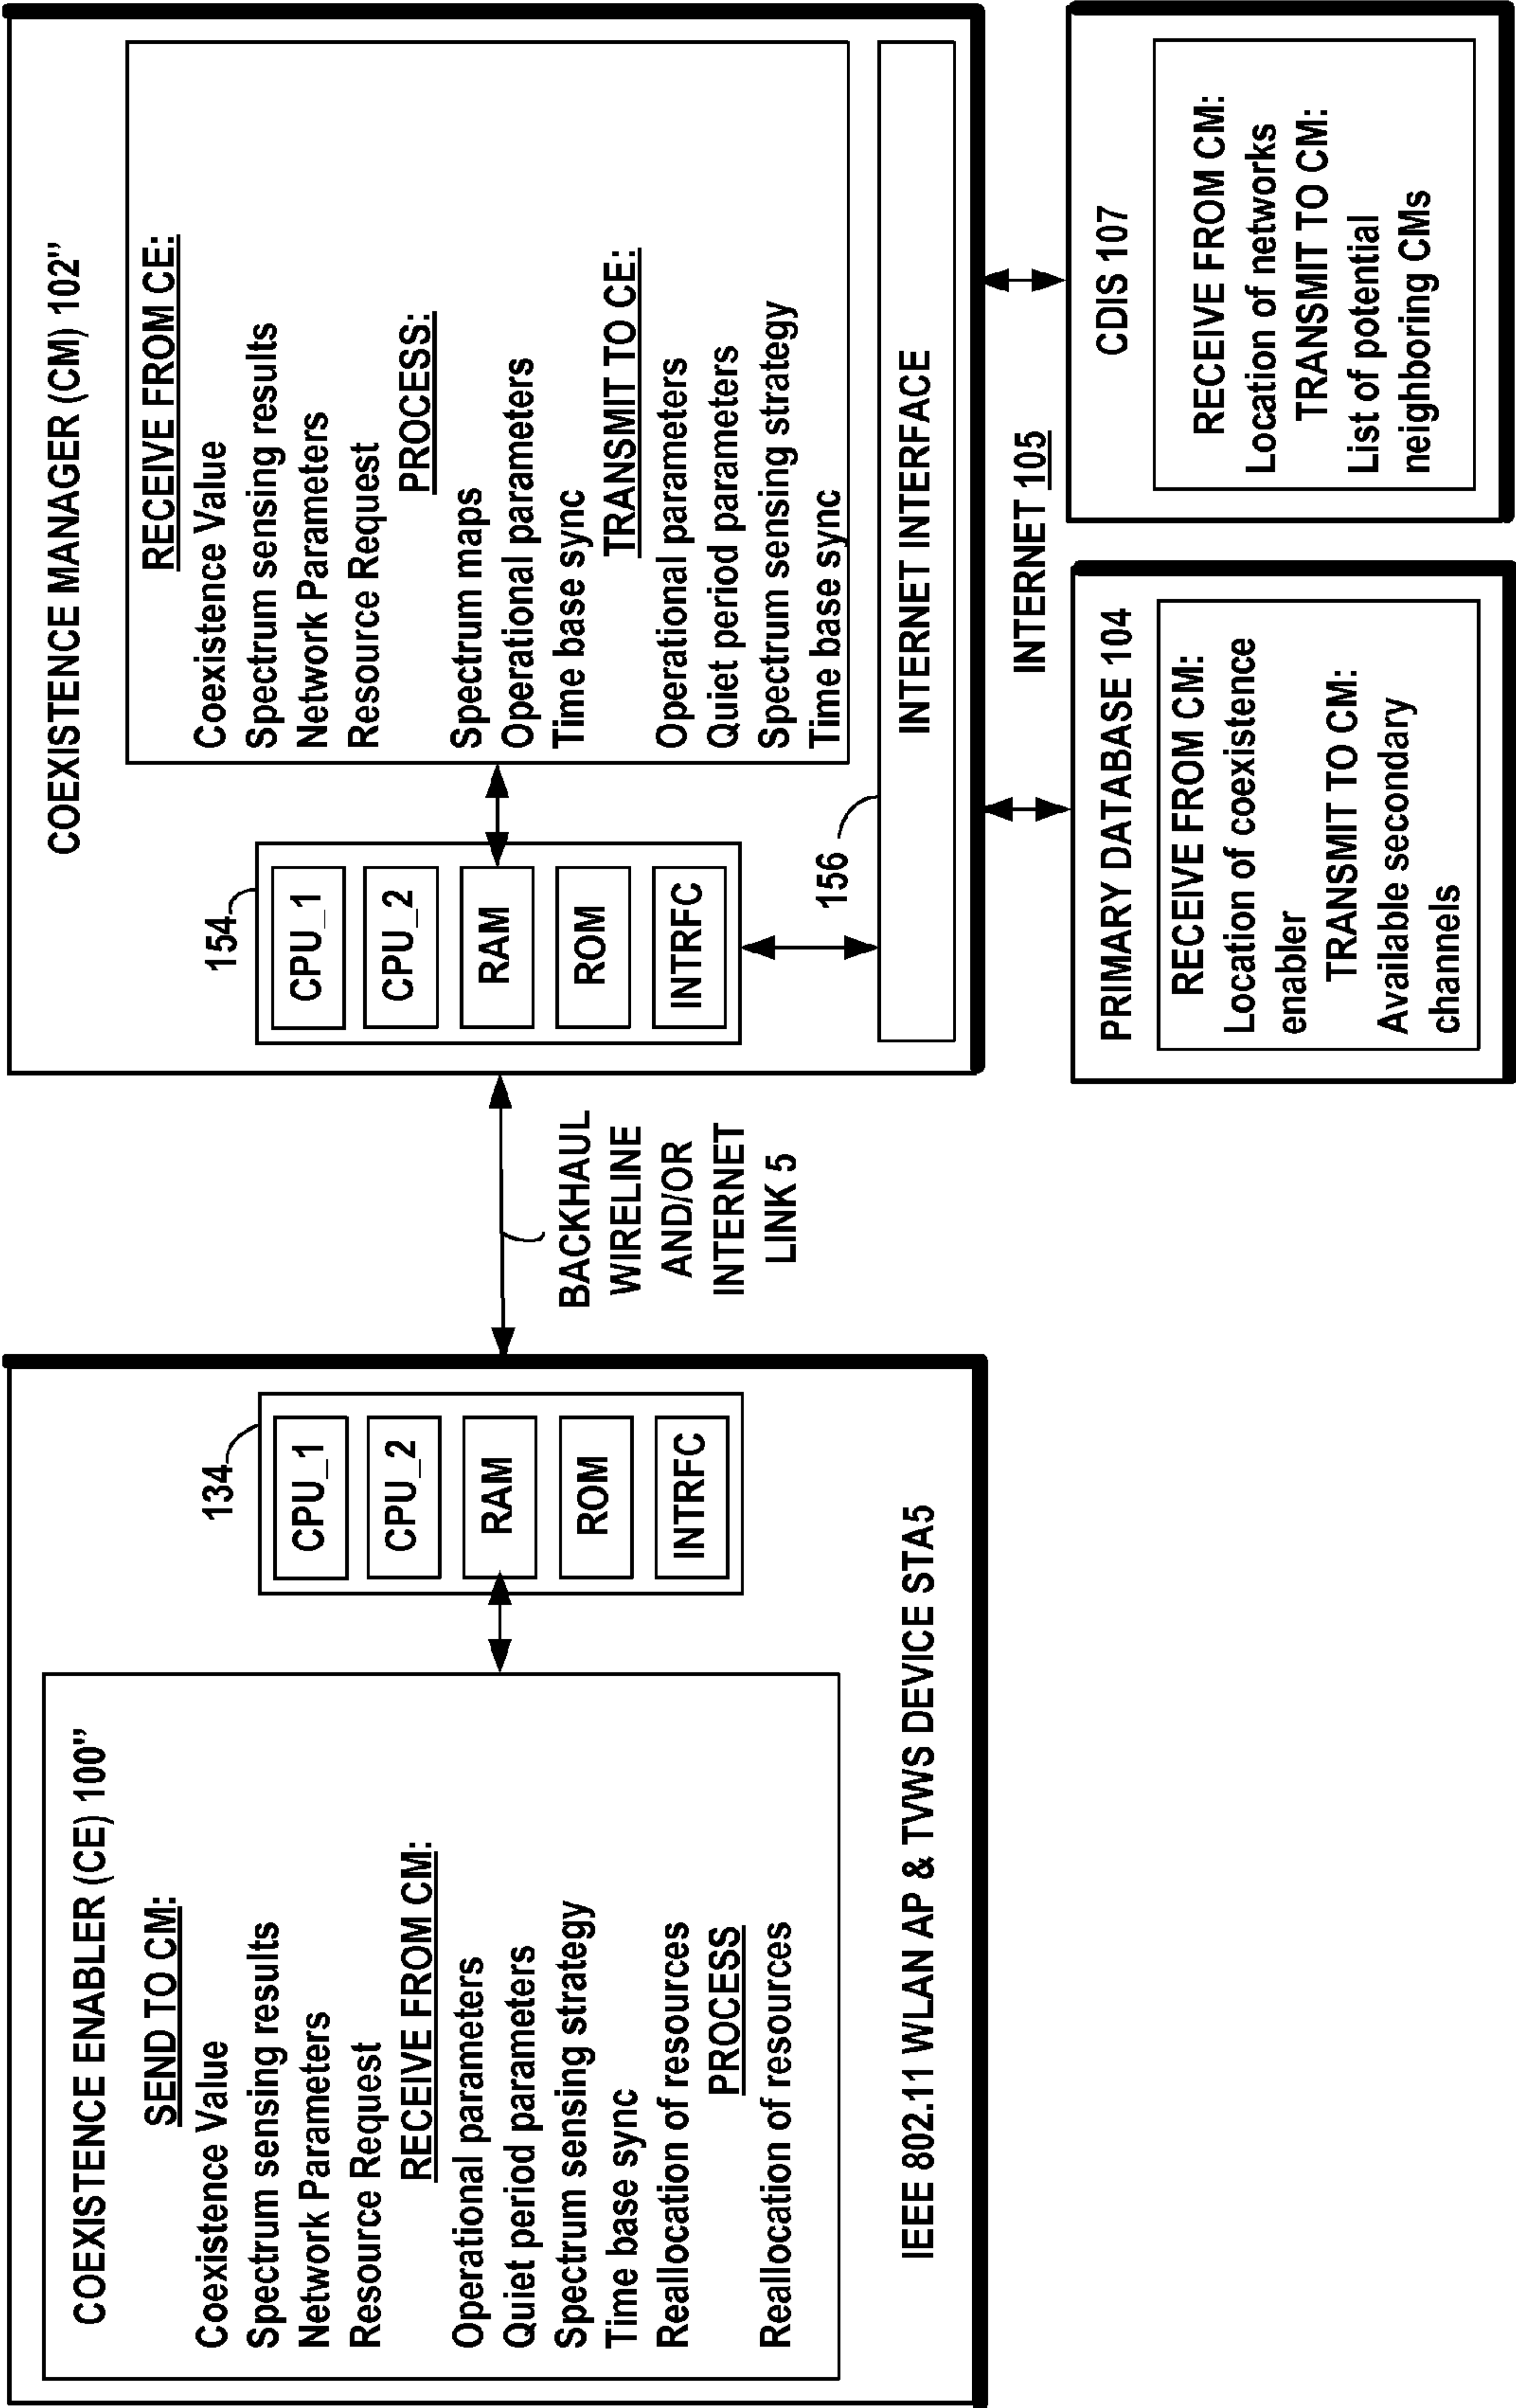 COEXISTENCE ENABLER (CE) 100”
SEND TO CM:
Coexistence Value
Spectrum sensing results
Network Parameters
Resource Request
RECEIVE FROM CM:
Operational parameters
Quiet period parameters
Spectrum sensing strategy
Time base sync
Reallocation of resources
PROCESS
Reallocation of resources
134
CPU_1
CPU_2
RAM
ROM
INTRFC
IEEE 802.11 WLAN AP & TVWS DEVICE STA5
BACKHAUL
WIRELINE
AND/OR
INTERNET
LINK 5
COEXISTENCE MANAGER (CM) 102”
154
CPU_1
CPU_2
RAM
ROM
INTRFC
RECEIVE FROM CE:
Coexistence Value
Spectrum sensing results
Network Parameters
Resource Request
PROCESS:
Spectrum maps
Operational parameters
Time base sync
TRANSMIT TO CE:
Operational parameters
Quiet period parameters
Spectrum sensing strategy
Time base sync
156
INTERNET INTERFACE
INTERNET 105
PRIMARY DATABASE 104
RECEIVE FROM CM:
Location of coexistence
enabler
TRANSMIT TO CM:
Available secondary
channels
CDIS 107
RECEIVE FROM CM:
Location of networks
TRANSMIT TO CM:
List of potential
neighboring CMs